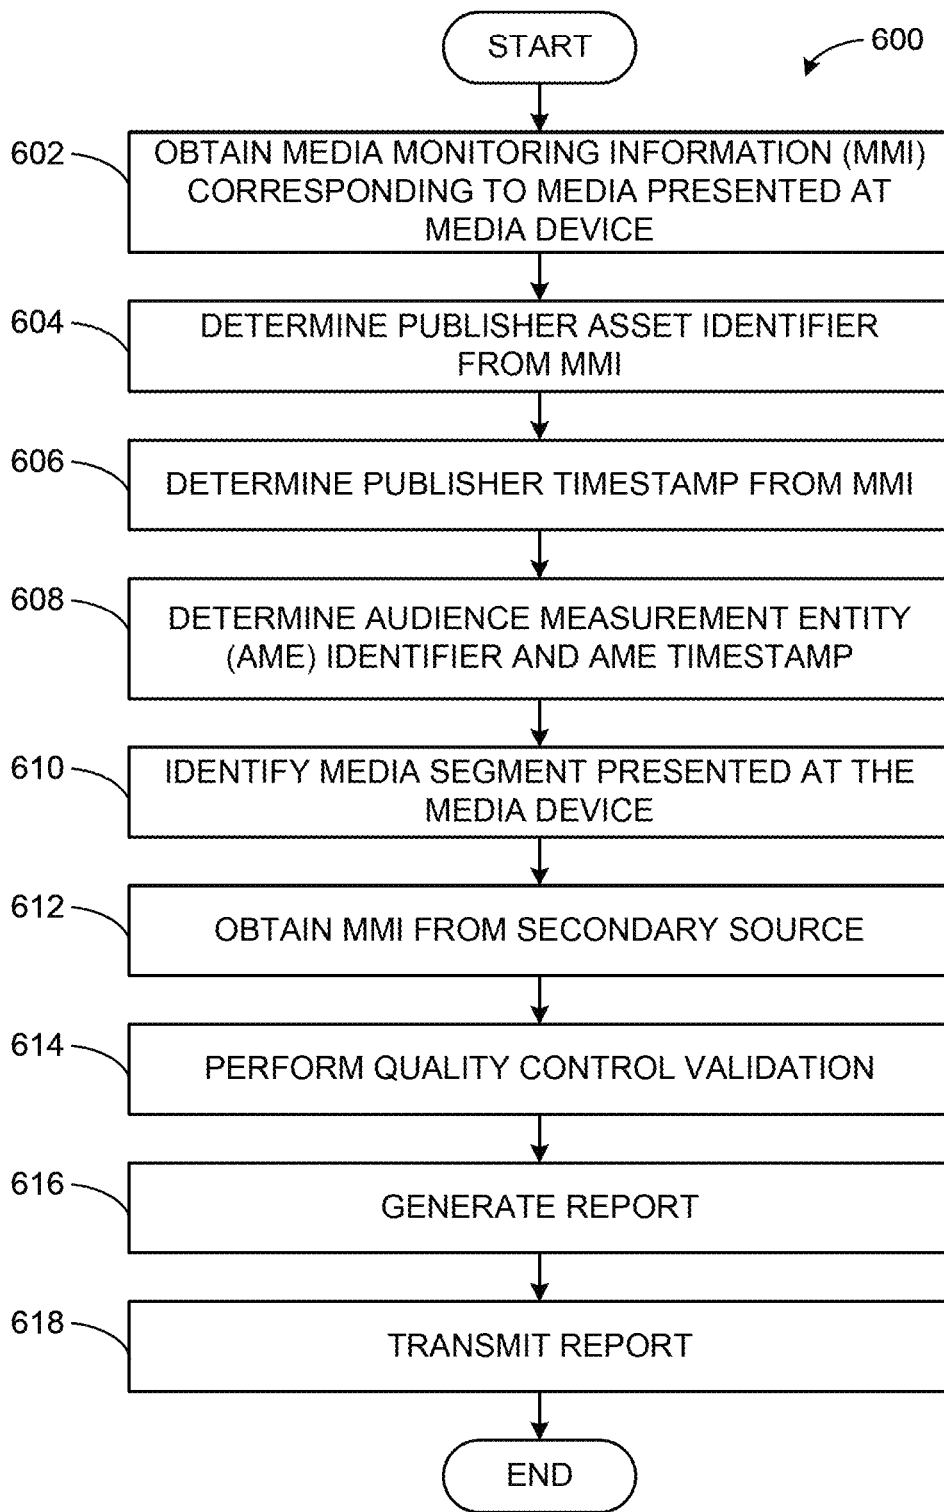 START
600
602
OBTAIN MEDIA MONITORING INFORMATION (MMI)
CORRESPONDING TO MEDIA PRESENTED AT
MEDIA DEVICE
604
DETERMINE PUBLISHER ASSET IDENTIFIER
FROM MMI
606
DETERMINE PUBLISHER TIMESTAMP FROM MMI
608
DETERMINE AUDIENCE MEASUREMENT ENTITY
(AME) IDENTIFIER AND AME TIMESTAMP
610
IDENTIFY MEDIA SEGMENT PRESENTED AT THE
MEDIA DEVICE
612
OBTAIN MMI FROM SECONDARY SOURCE
614
PERFORM QUALITY CONTROL VALIDATION
616
GENERATE REPORT
618
TRANSMIT REPORT
END